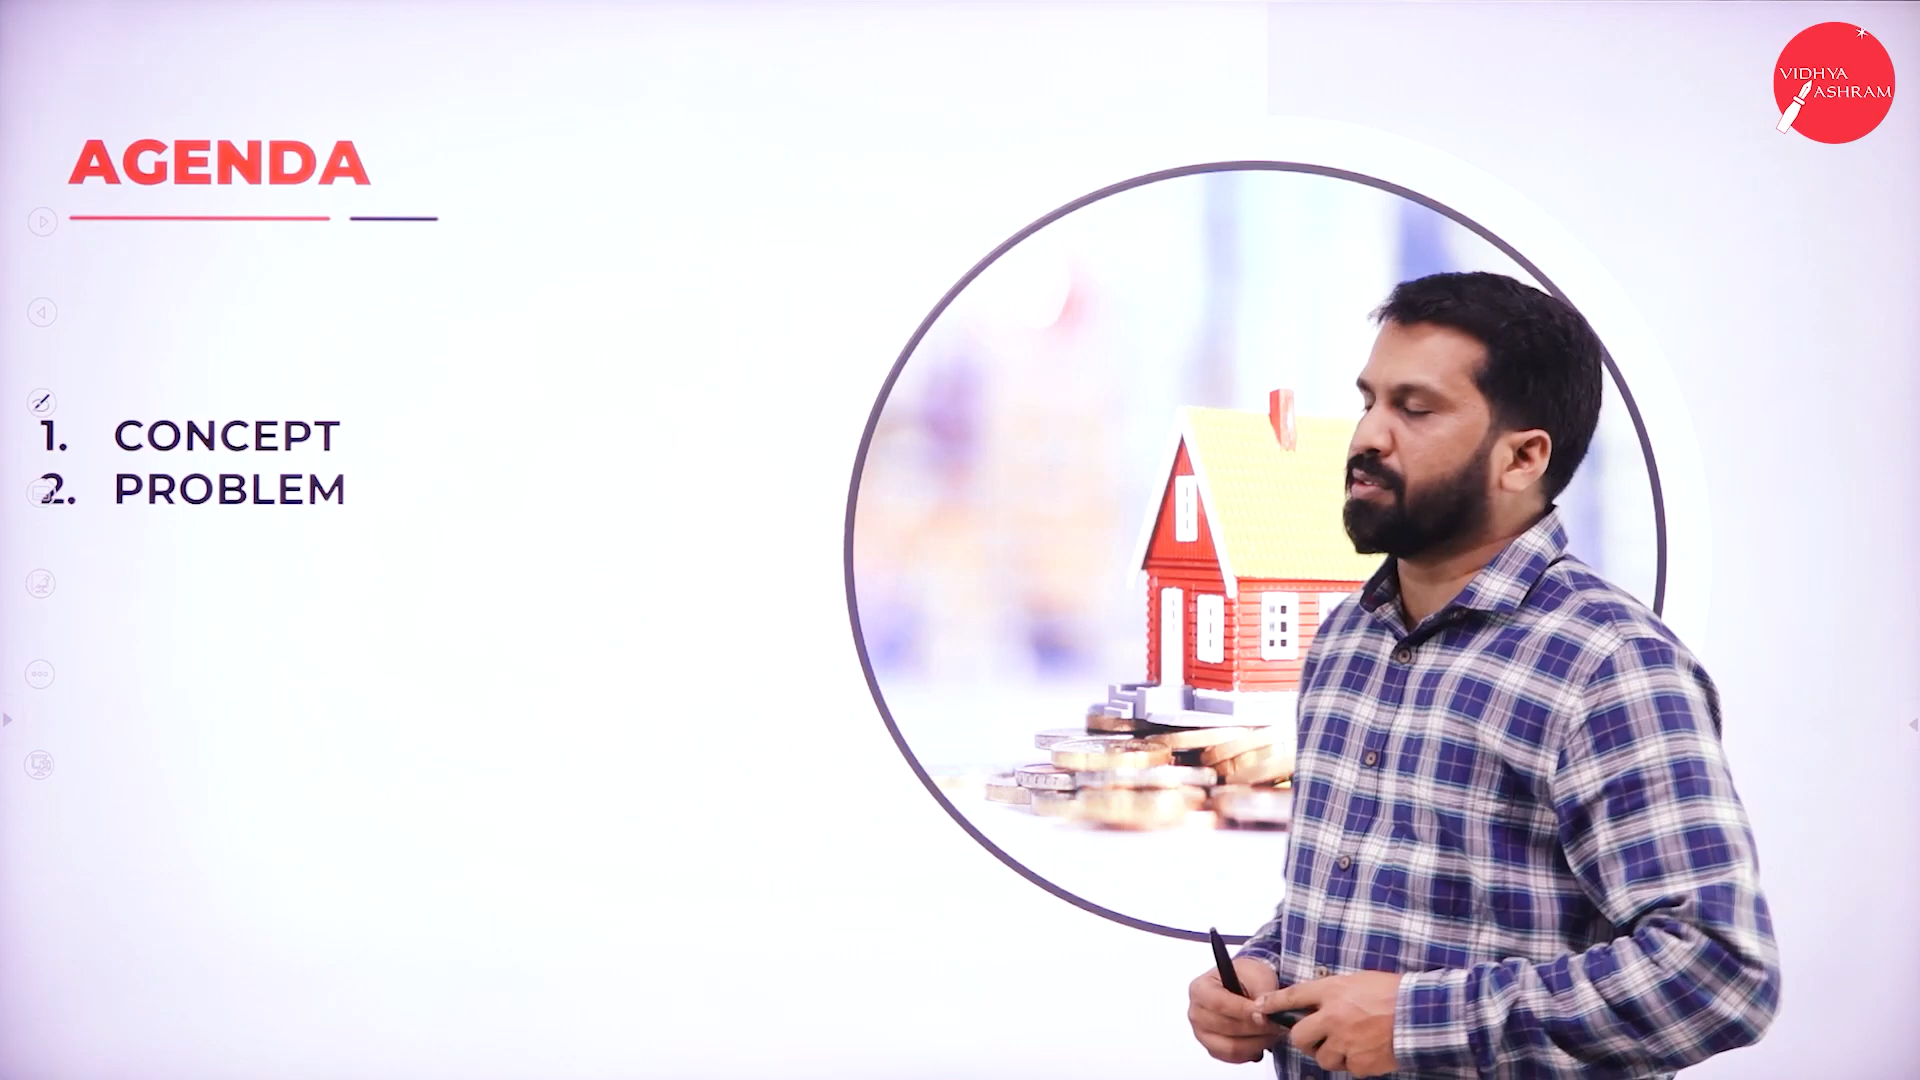 VIDHYA
ASHRAM
AGENDA
1. CONCEPT
2. PROBLEM